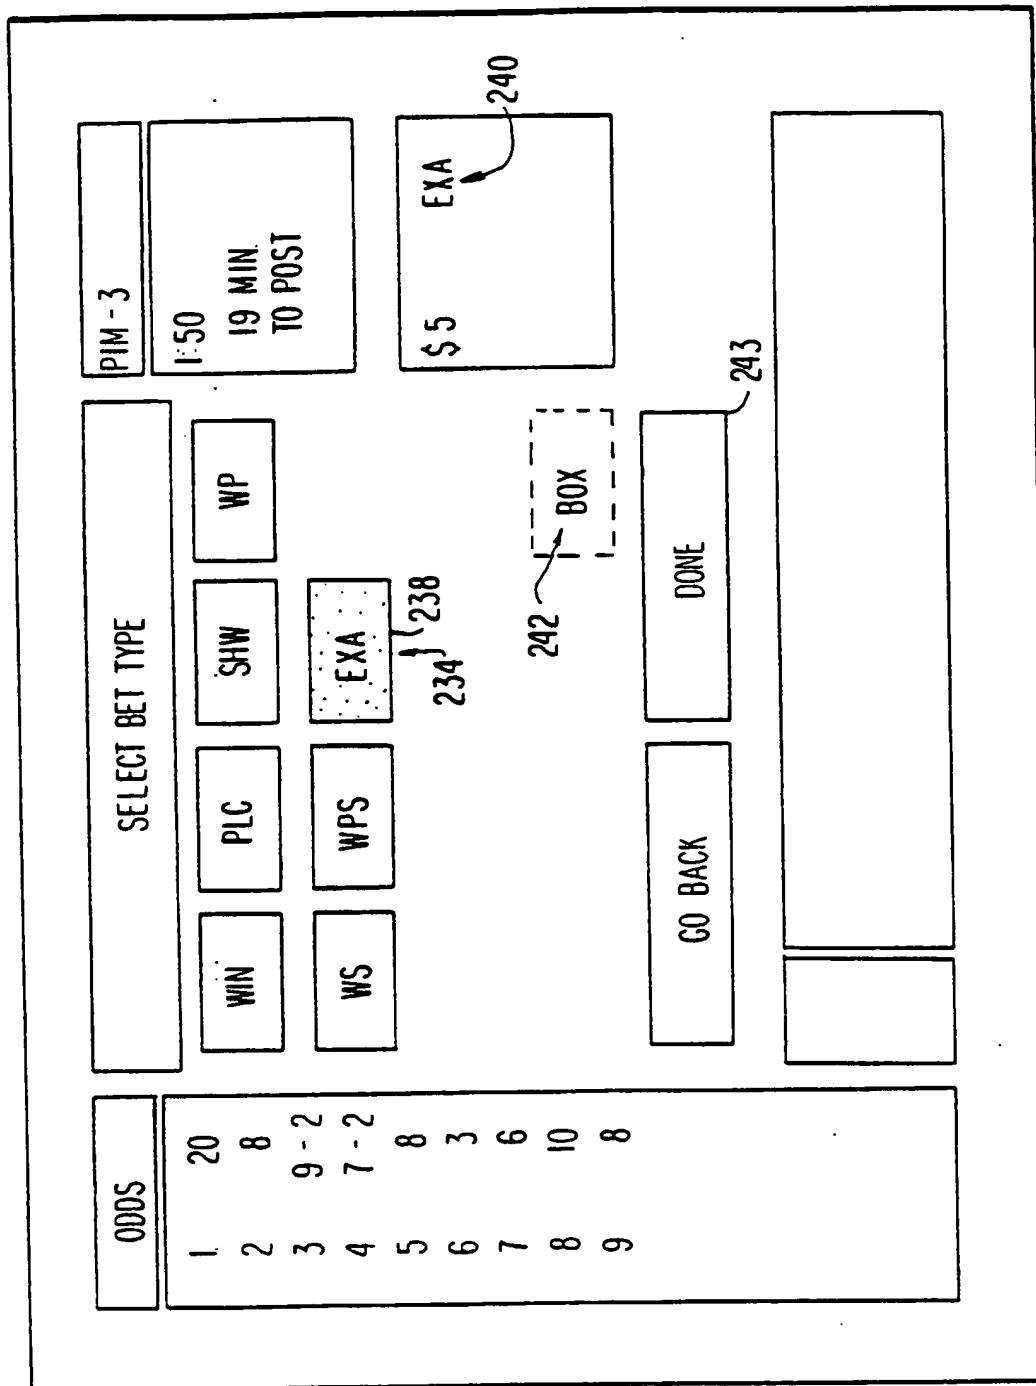 ODDS
1. 20
2 8
3 9-2
4 7-2
5 8
6 3
7 6
8 10
9 8
SELECT BET TYPE
WIN PLC SHW WP
WS WPS EXA
234 238
242
BOX
GO BACK DONE
243
PIM-3
1:50
19 MIN.
TO POST
$5 EXA
240